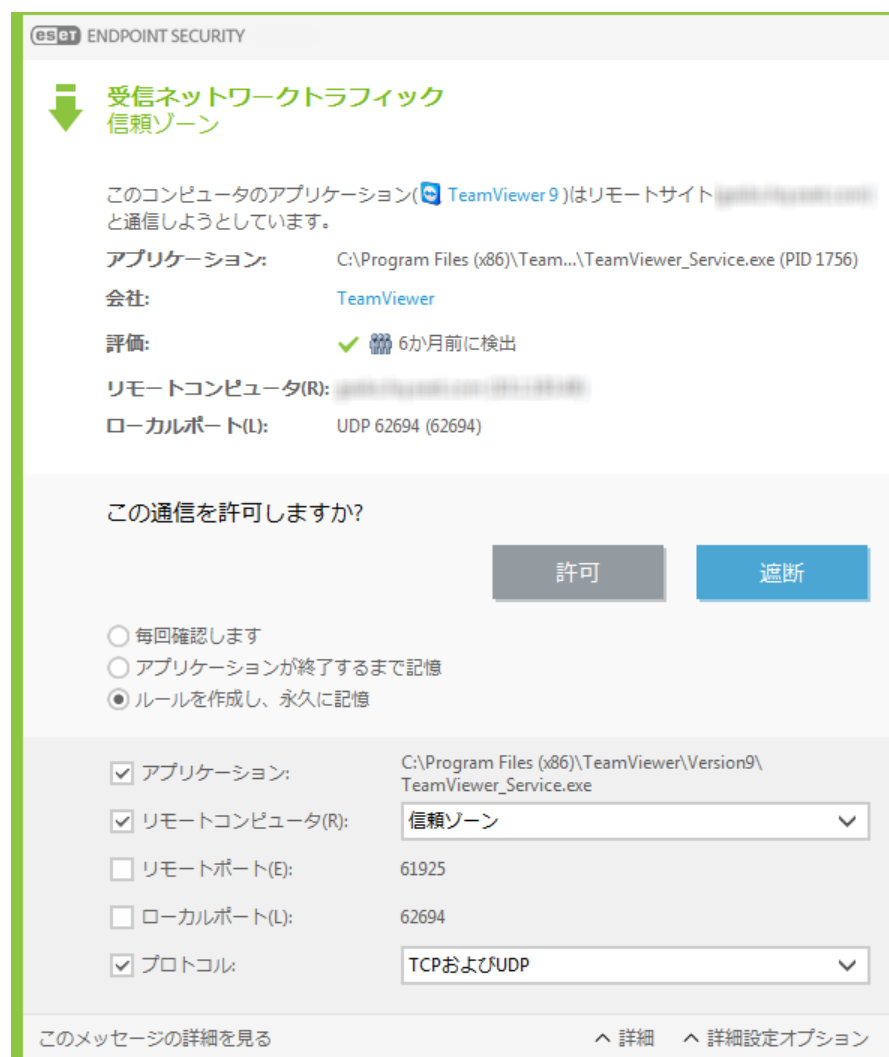 eset ENDPOINT SECURITY
受信ネットワークトラフィック
信頼ゾーン
このコンピュータのアプリケーション( TeamViewer 9 )はリモートサイト
と通信しようとしています。
アプリケーション: C:\Program Files (x86)\Team...\TeamViewer_Service.exe (PID 1756)
会社: TeamViewer
評価: 6か月前に検出
リモートコンピュータ(R):
ローカルポート(L): UDP 62694 (62694)
この通信を許可しますか?
許可 遮断
毎回確認します
アプリケーションが終了するまで記憶
ルールを作成し、永久に記憶
アプリケーション: C:\Program Files (x86)\TeamViewer\Version9\
TeamViewer_Service.exe
リモートコンピュータ(R): 信頼ゾーン
リモートポート(E): 61925
ローカルポート(L): 62694
プロトコル: TCPおよびUDP
このメッセージの詳細を見る 詳細 詳細設定オプション